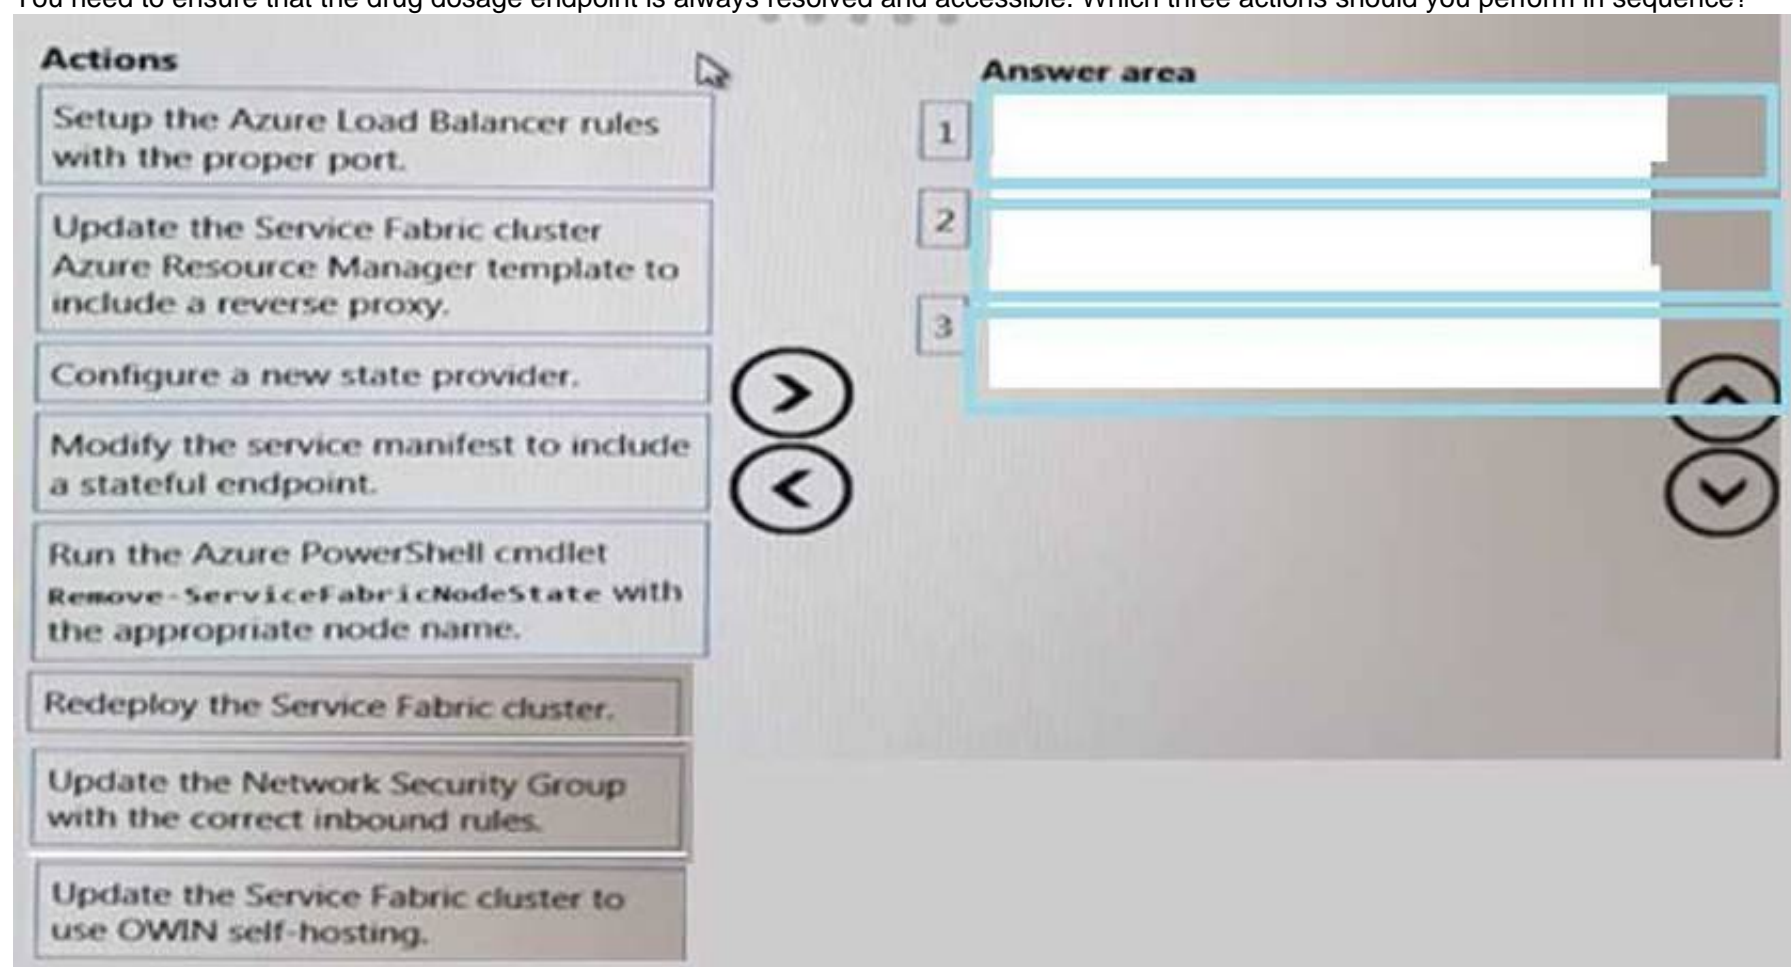 You need to ensure that the drug dosage endpoint is always resolved and accessible. Which three actions should you perform in sequence?
Actions
Setup the Azure Load Balancer rules
with the proper port.
Update the Service Fabric cluster
Azure Resource Manager template to
include a reverse proxy.
Configure a new state provider.
Modify the service manifest to include
a stateful endpoint.
Run the Azure PowerShell cmdlet
Remove-ServiceFabricNodeState with
the appropriate node name.
Redeploy the Service Fabric cluster.
Update the Network Security Group
with the correct inbound rules.
Update the Service Fabric cluster to
use OWIN self-hosting.
Answer area
1
2
3